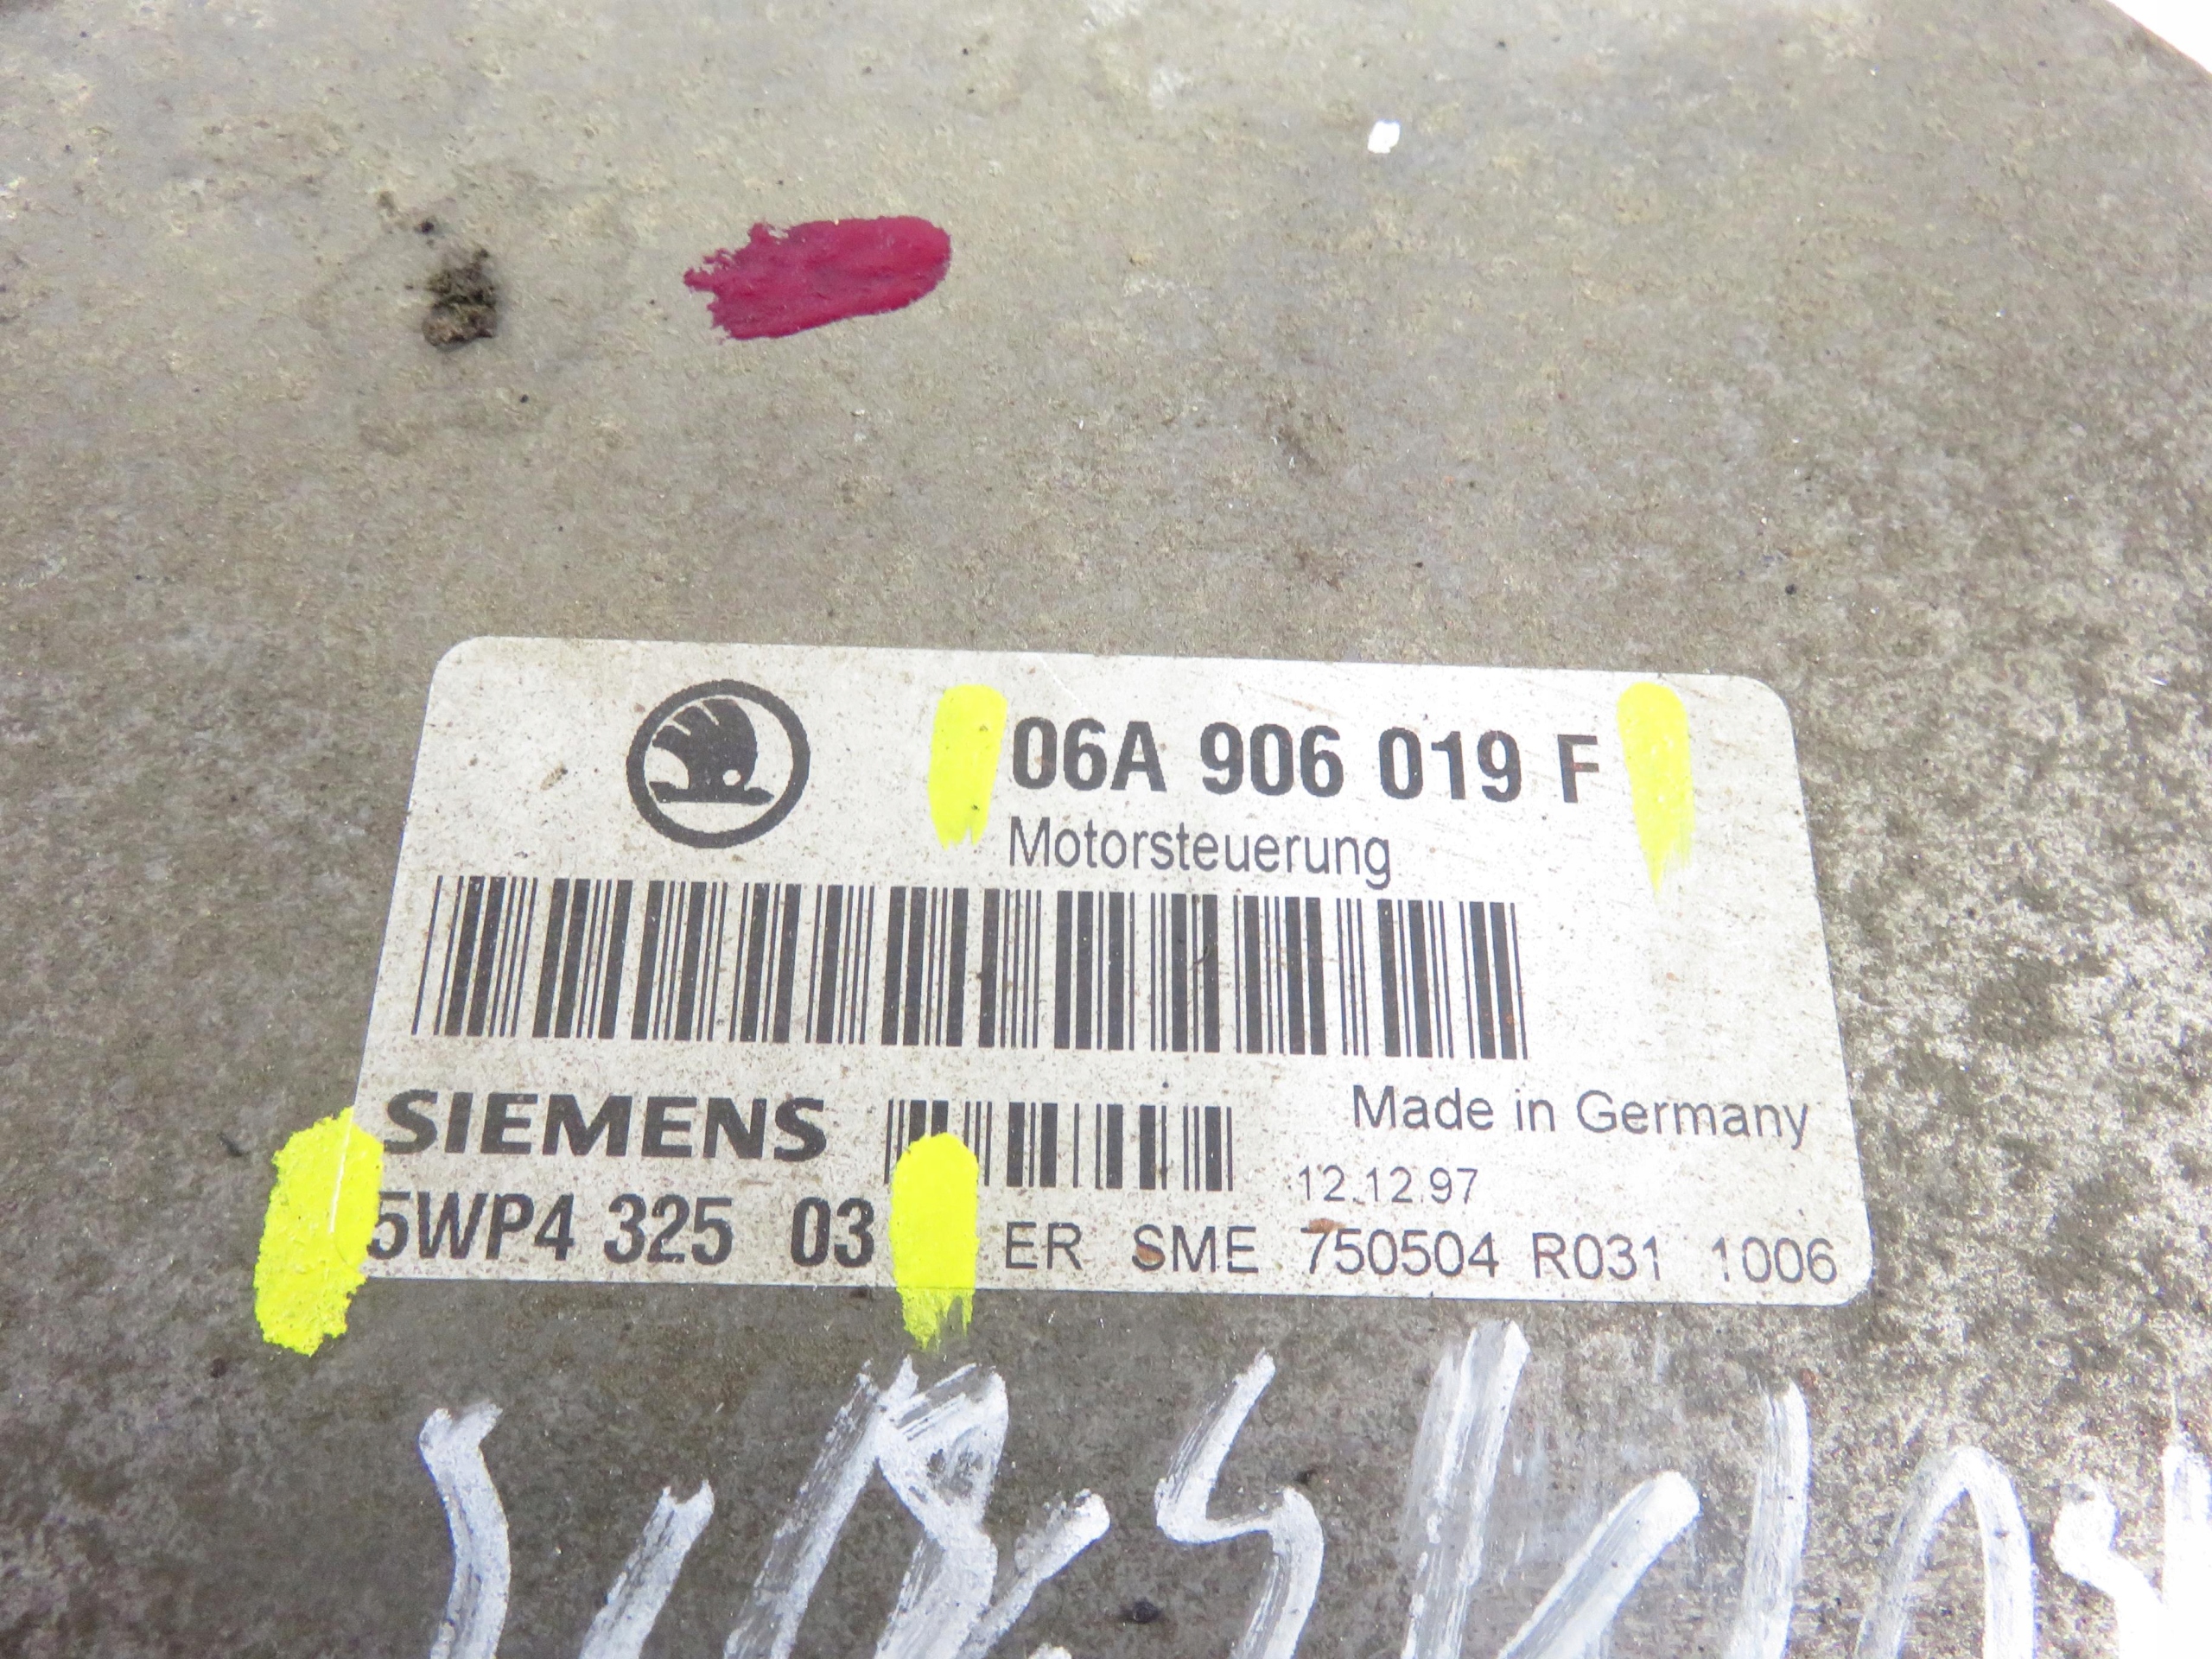 06A 906 019 F
Motorsteuerung
SIEMENS
Made in Germany
12.12.97
5WP4 325 03 ER SME 750504 R031 1006